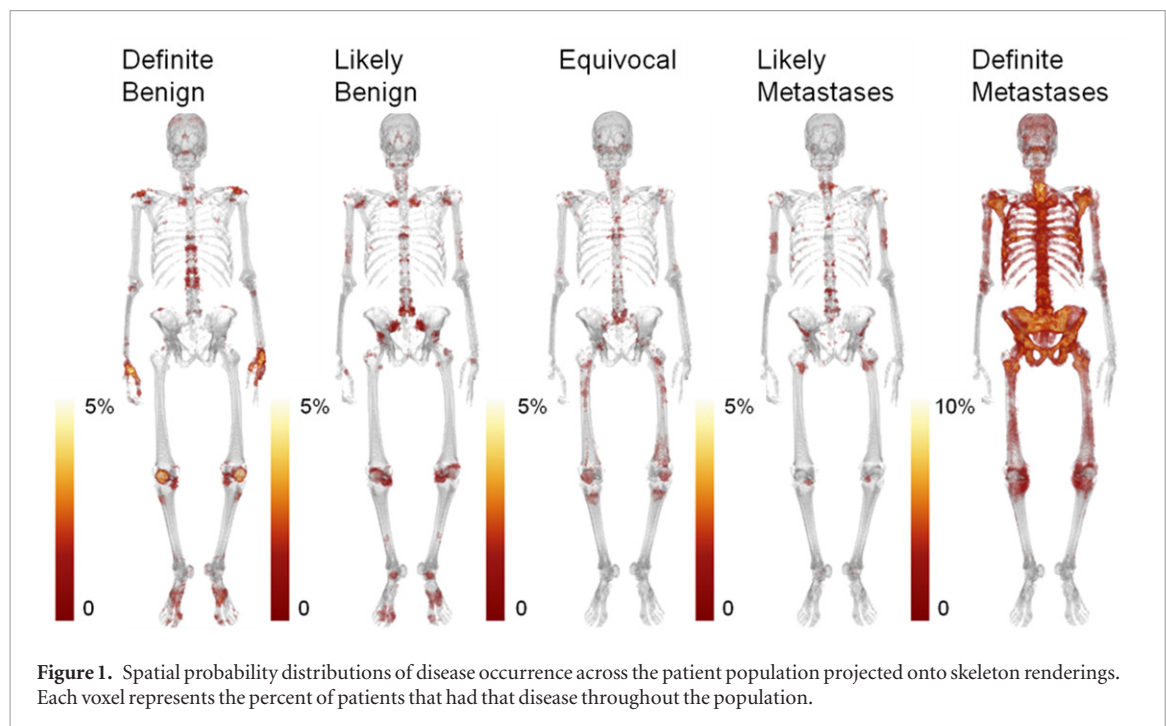 Definite
Benign
Likely
Benign
Equivocal
Likely
Metastases
Definite
Metastases
5%
5%
5%
5%
10%
0
0
0
0
0
Figure 1. Spatial probability distributions of disease occurrence across the patient population projected onto skeleton renderings.
Each voxel represents the percent of patients that had that disease throughout the population.